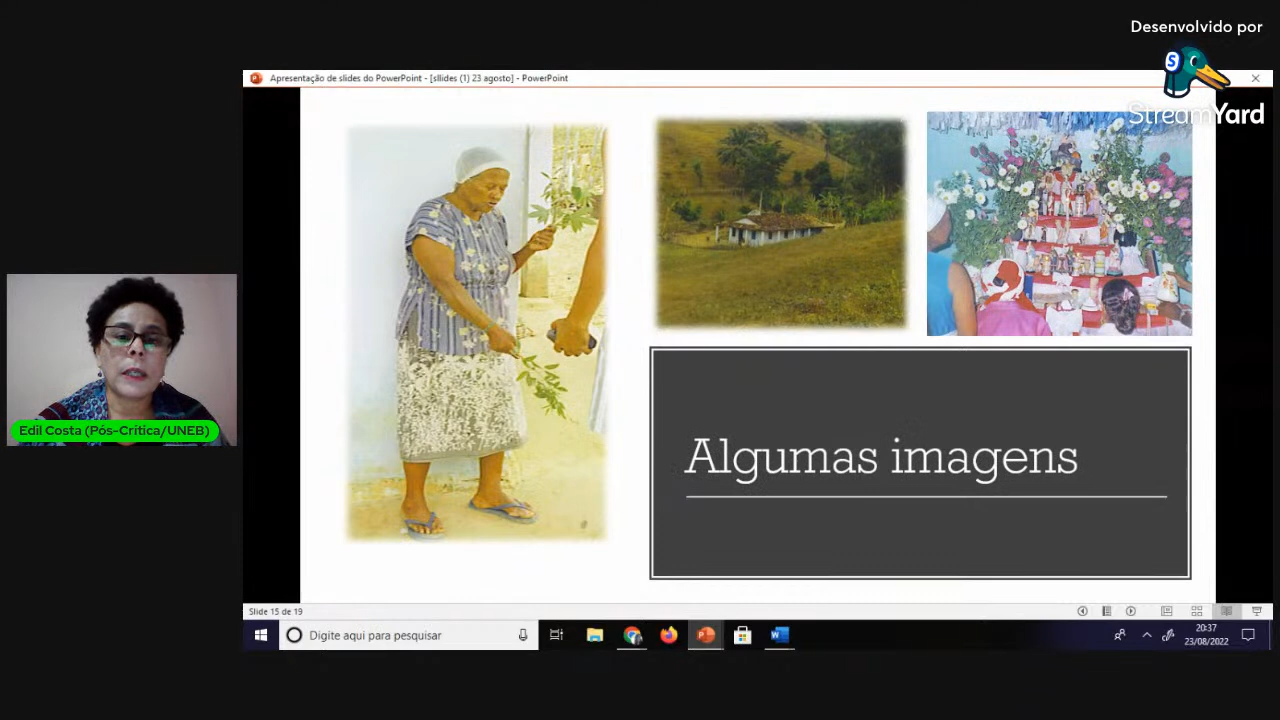 Desenvolvido por
S
StreamYard
Apresentação de slides do PowerPoint - [sllides (1) 23 agosto] - PowerPoint
Algumas imagens
Edil Costa (Pós-Crítica/UNEB)
Slide 15 de 19
Digite aqui para pesquisar
20:37
23/08/2022